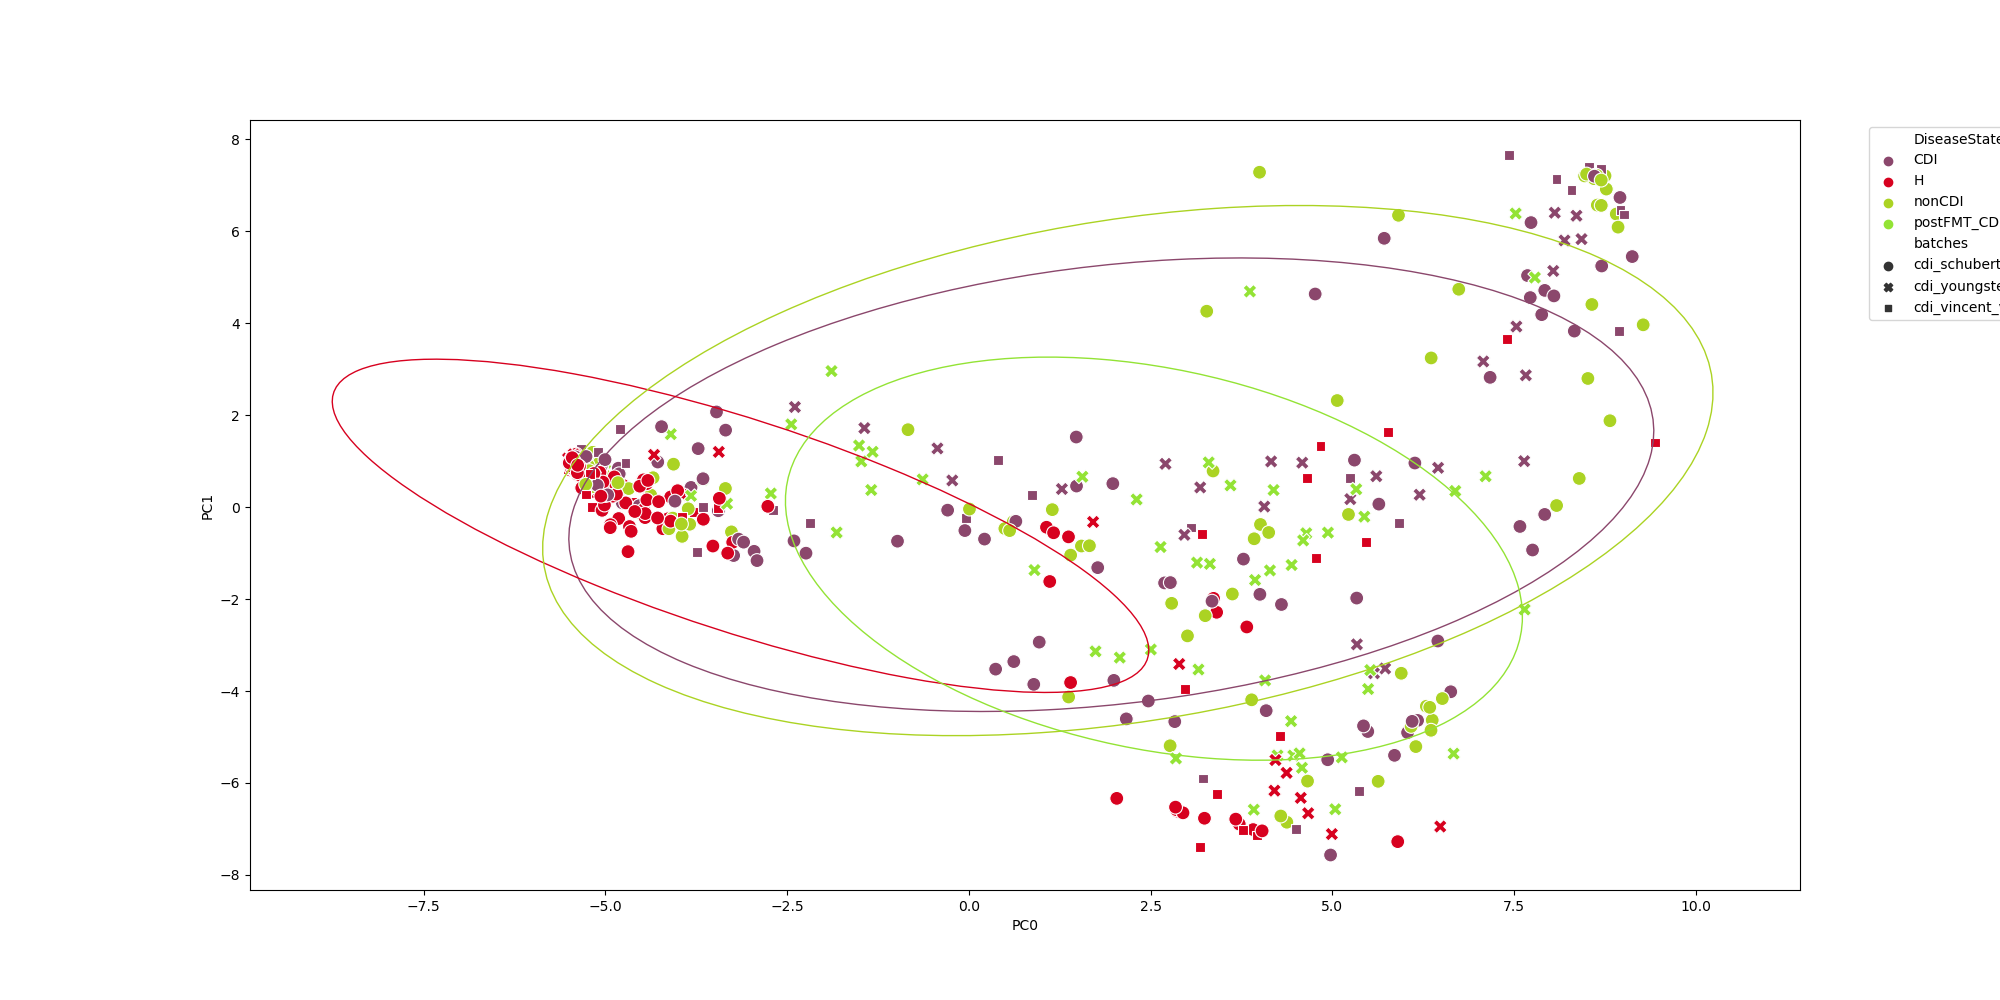 8
6
4
2
0
−2
−4
−6
−8
PC1
−7.5 −5.0 −2.5 0.0 2.5 5.0 7.5 10.0
PC0
DiseaseState
CDI
H
nonCDI
postFMT_CD
batches
cdi_schubert
cdi_youngste
cdi_vincent_